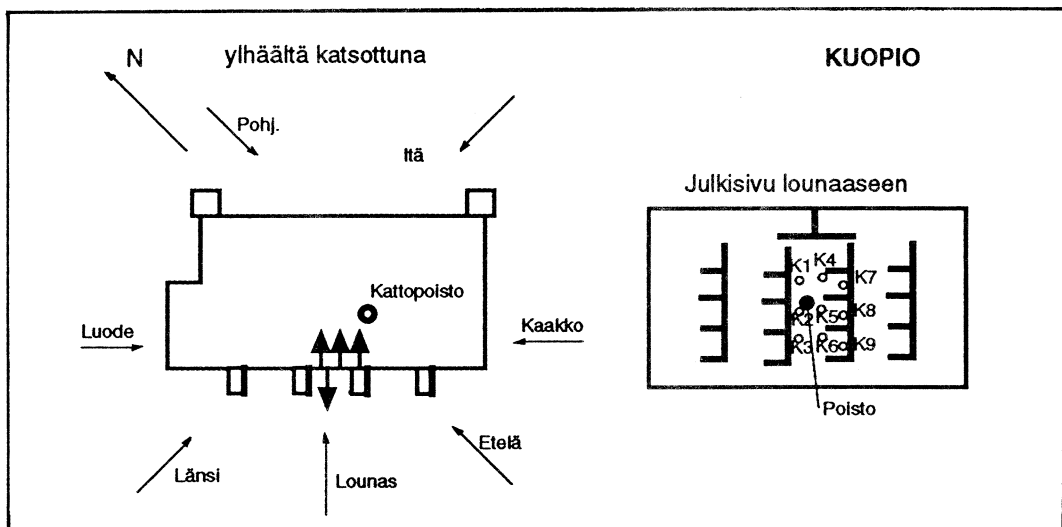 N
ylhäältä katsottuna
KUOPIO
Pohj.
Itä
Julkisivu lounaaseen
Kattopoisto
Luode
Kaakko
K1 K4 K7
K2 K5 K8
K3 K6 K9
Poisto
Länsi
Lounas
Etelä